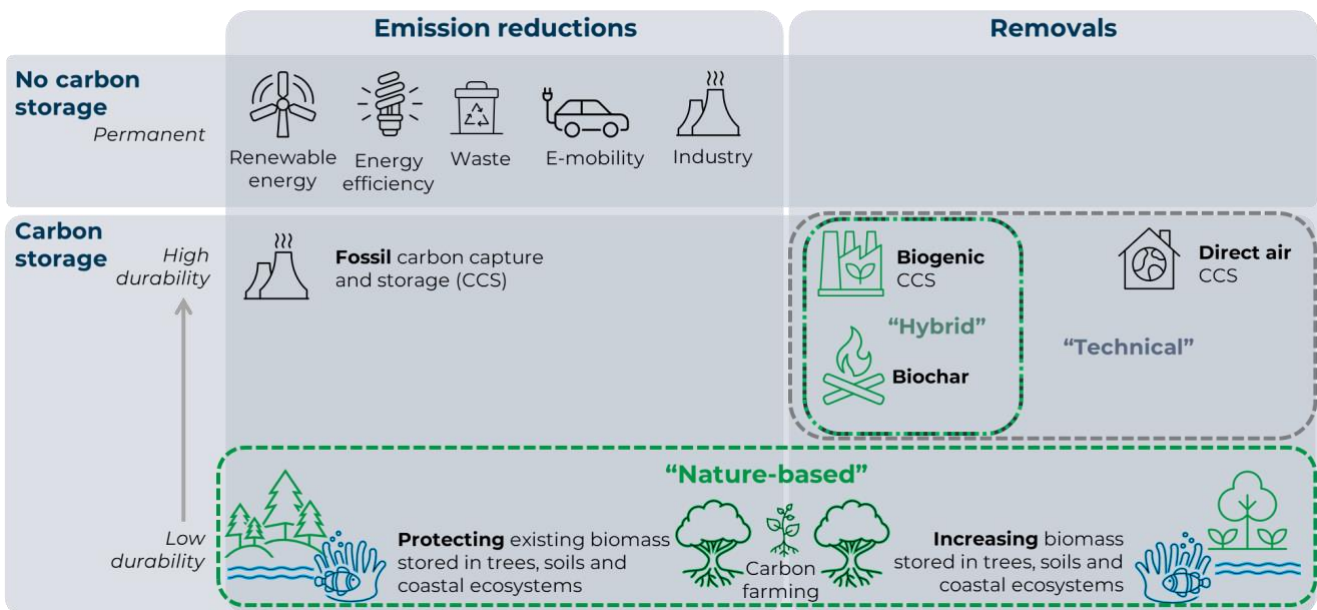 Emission reductions
Removals
No carbon
storage
Permanent
Renewable
energy
Energy
efficiency
Waste
E-mobility
Industry
Carbon
storage
High
durability
Fossil carbon capture
and storage (CCS)
Biogenic
CCS
"Hybrid"
Biochar
Direct air
CCS
"Technical"
"Nature-based"
Low
durability
Protecting existing biomass
stored in trees, soils and
coastal ecosystems
Carbon
farming
Increasing biomass
stored in trees, soils and
coastal ecosystems